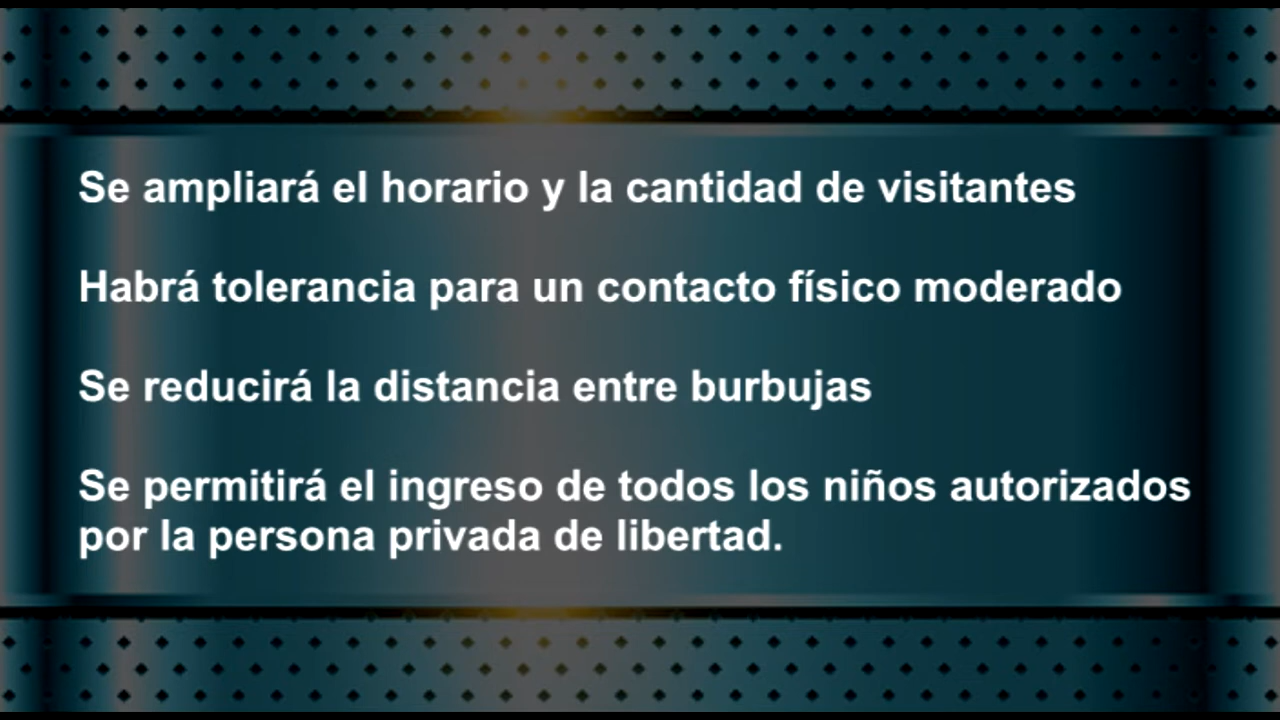 Se ampliará el horario y la cantidad de visitantes
Habrá tolerancia para un contacto físico moderado
Se reducirá la distancia entre burbujas
Se permitirá el ingreso de todos los niños autorizados
por la persona privada de libertad.